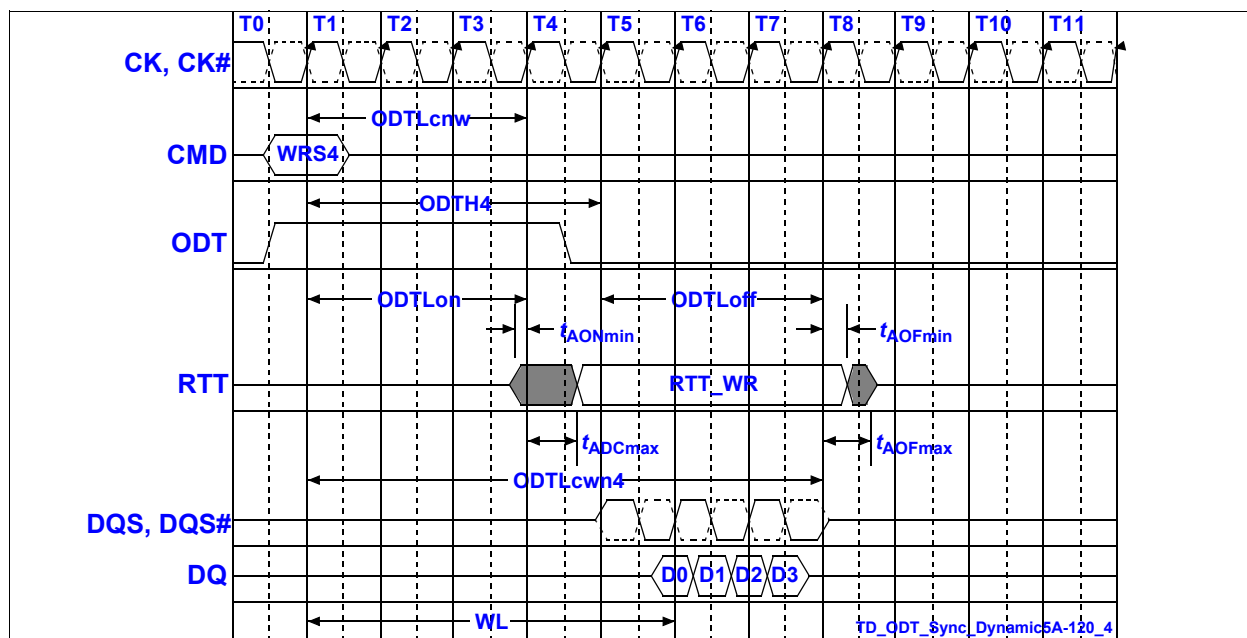 T0 T1 T2 T3 T4 T5 T6 T7 T8 T9 T10 T11
CK, CK#
ODTLcnw
CMD WRS4
ODTH4
ODT
ODTLon ODTLoff
tAONmin tAOFmin
RTT RTT_WR
tADCmax tAOFmax
ODTLcwn4
DQS, DQS#
DQ D0 D1 D2 D3
WL
TD_ODT_Sync_Dynamic5A-120_4